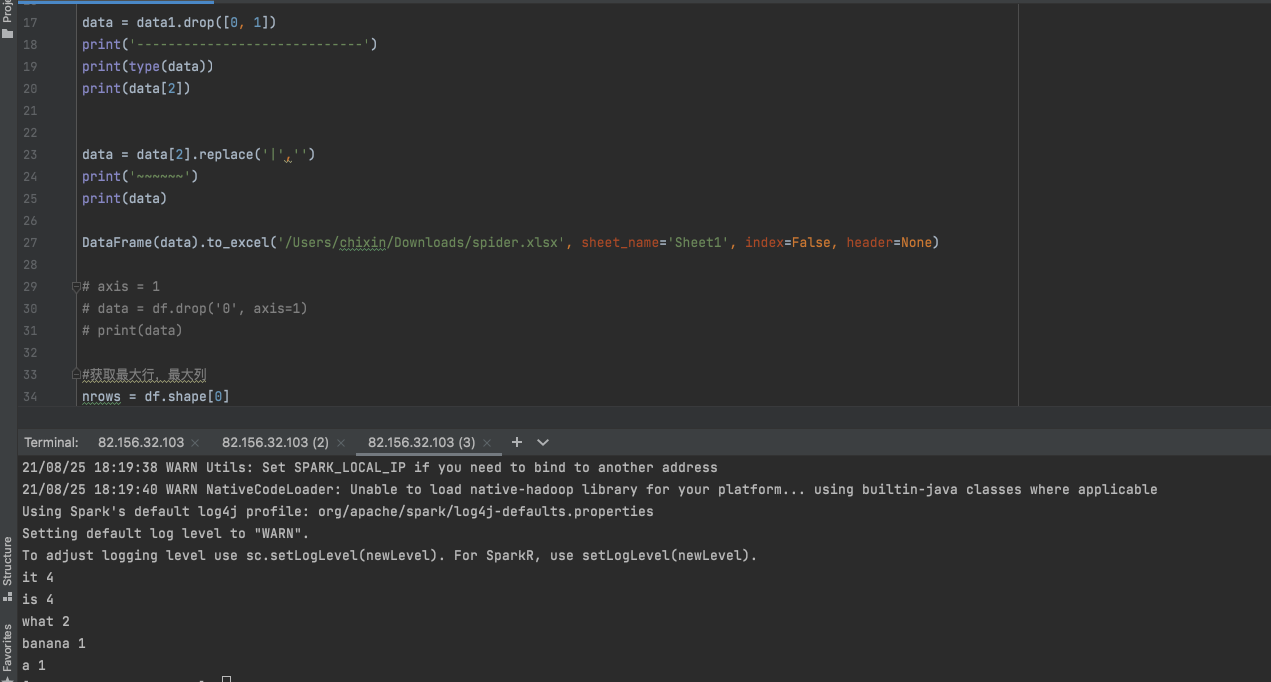 Proj
17 data = data1.drop([0, 1])
18 print('-----------------------------')
19 print(type(data))
20 print(data[2])
21
22
23 data = data[2].replace('|','')
24 print('~~~~~~')
25 print(data)
26
27 DataFrame(data).to_excel('/Users/chixin/Downloads/spider.xlsx', sheet_name='Sheet1', index=False, header=None)
28
29 # axis = 1
30 # data = df.drop('0', axis=1)
31 # print(data)
32
33 #获取最大行，最大列
34 nrows = df.shape[0]
Terminal: 82.156.32.103 × 82.156.32.103 (2) × 82.156.32.103 (3) × +
21/08/25 18:19:38 WARN Utils: Set SPARK_LOCAL_IP if you need to bind to another address
21/08/25 18:19:40 WARN NativeCodeLoader: Unable to load native-hadoop library for your platform... using builtin-java classes where applicable
Using Spark's default log4j profile: org/apache/spark/log4j-defaults.properties
Setting default log level to "WARN".
To adjust logging level use sc.setLogLevel(newLevel). For SparkR, use setLogLevel(newLevel).
it 4
is 4
what 2
banana 1
a 1
Structure
Favorites